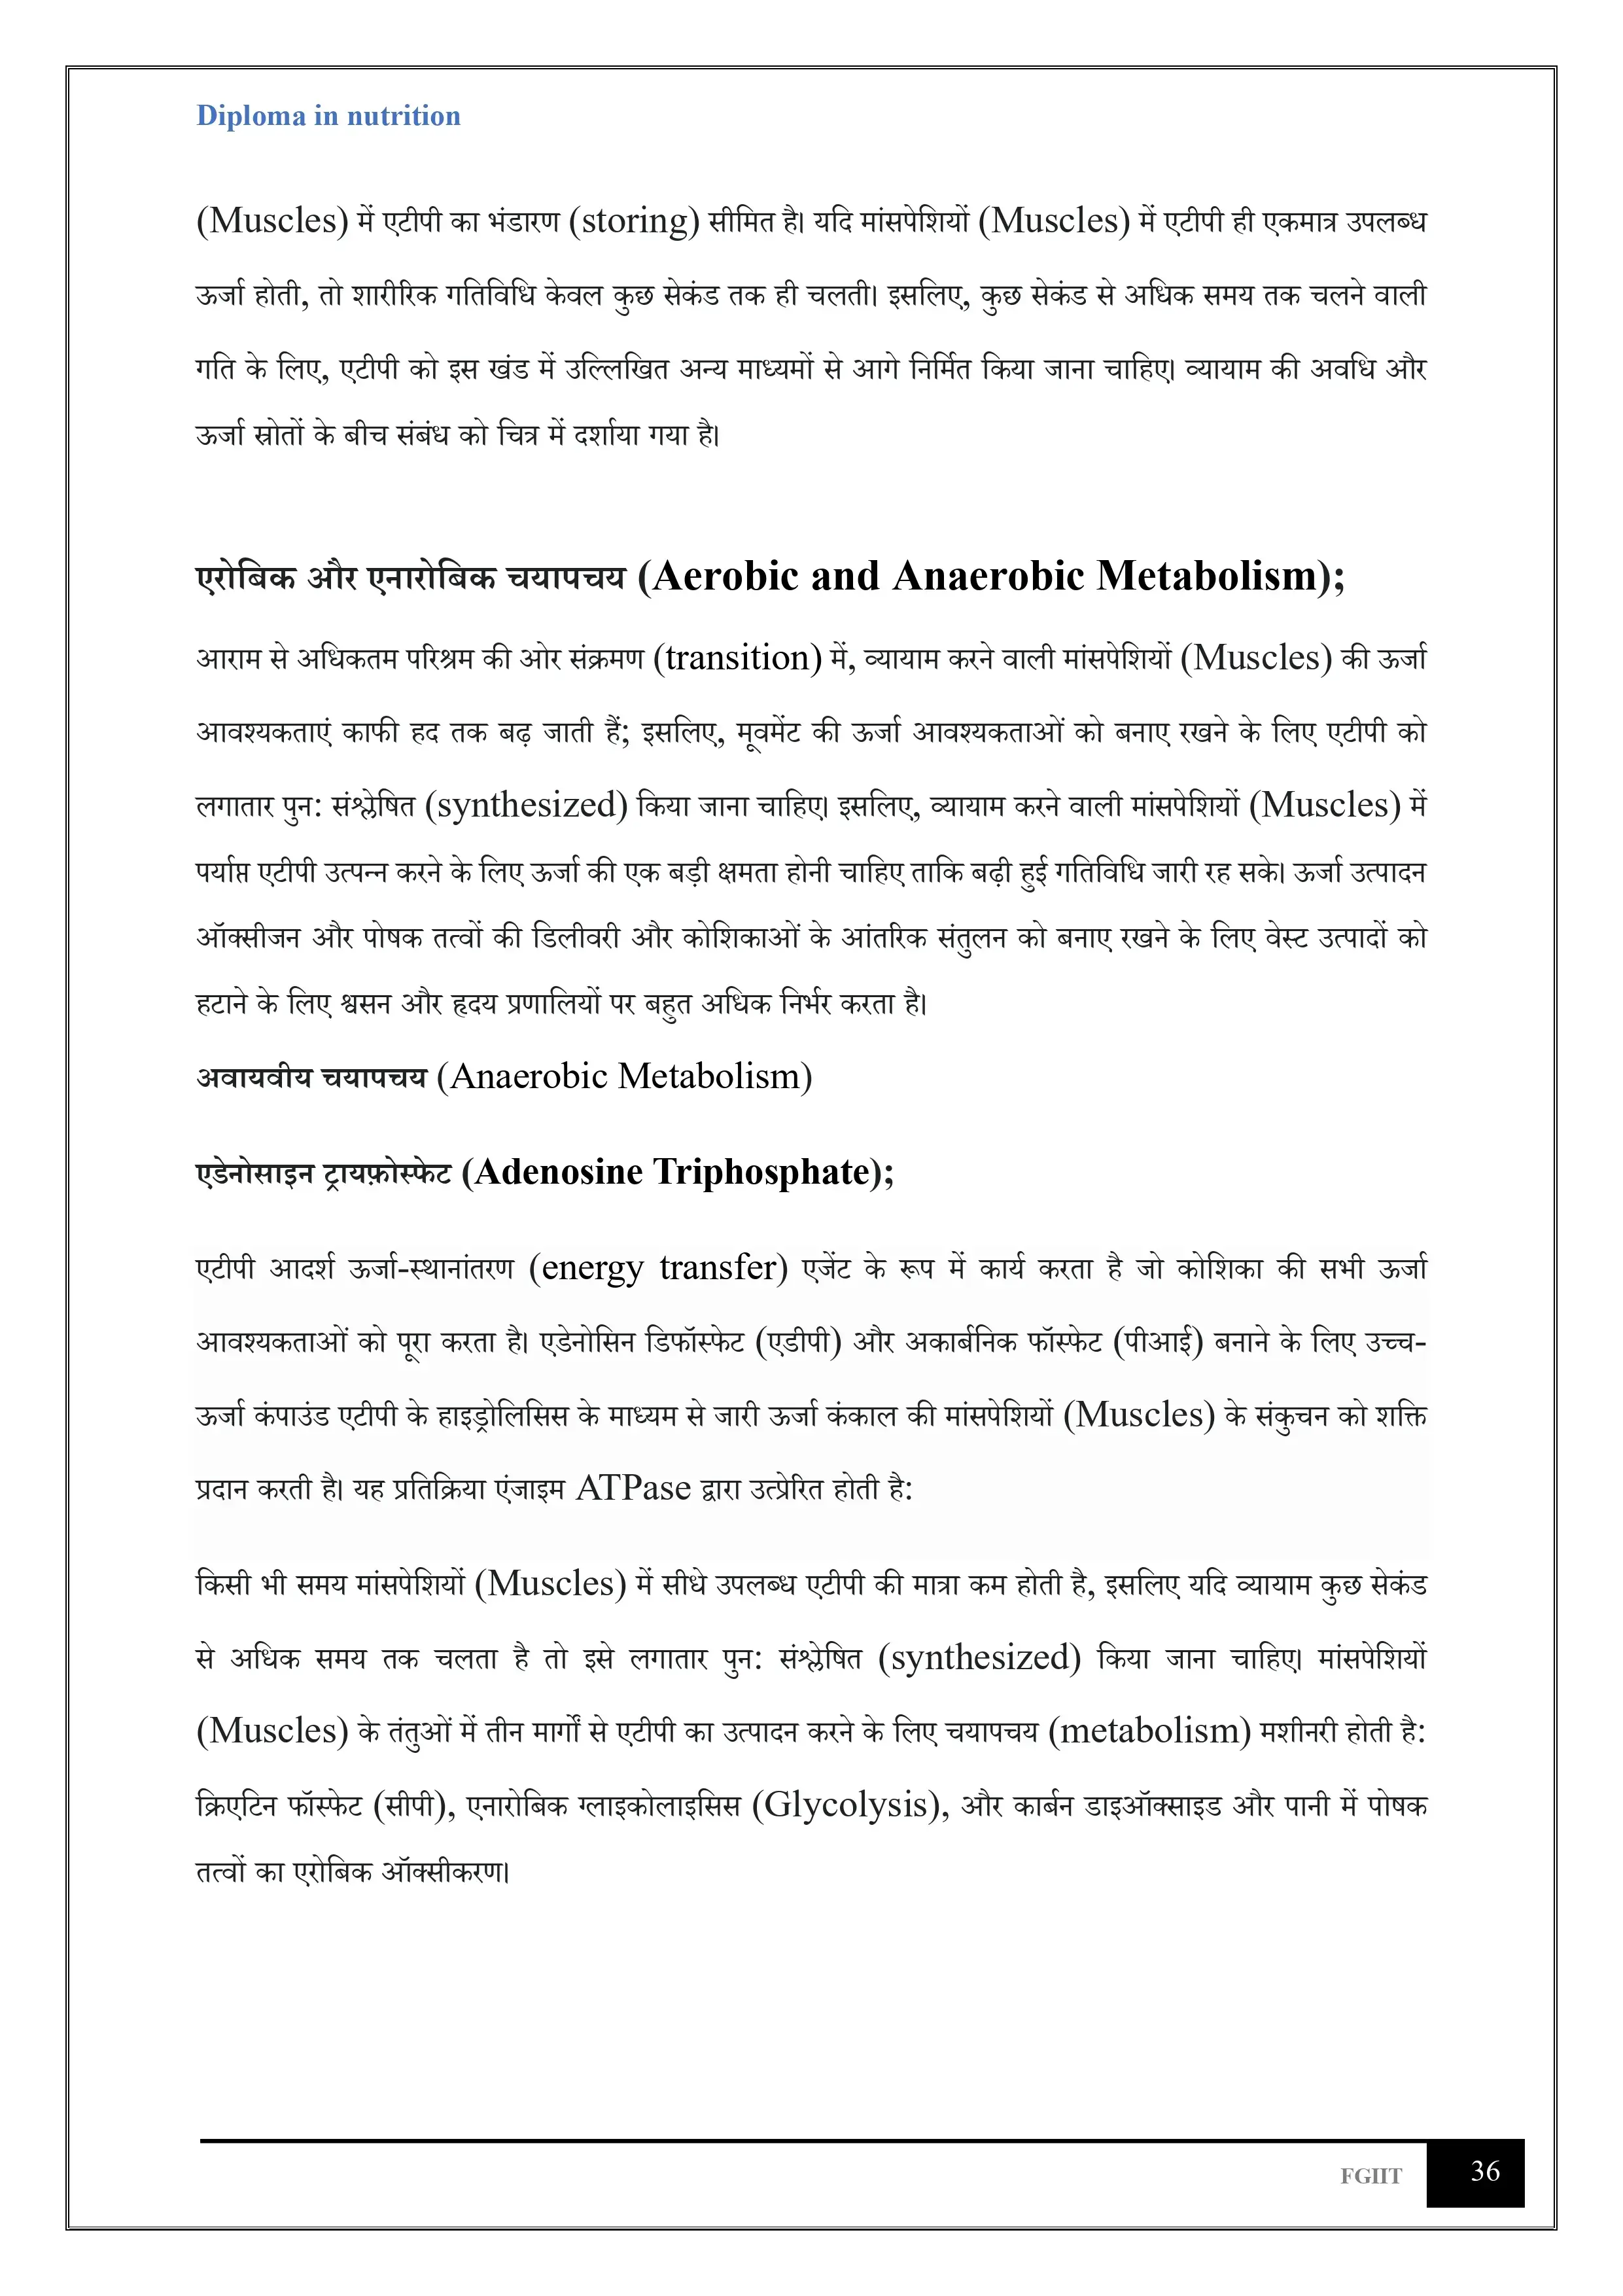 Diploma in nutrition
(Muscles) में एटीपी का भंडारण (storing) सीमित है। यदि मांसपेशियों (Muscles) में एटीपी ही एकमात्र उपलब्ध
ऊर्जा होती, तो शारीरिक गतिविधि केवल कुछ सेकंड तक ही चलती। इसलिए, कुछ सेकंड से अधिक समय तक चलने वाली
गति के लिए, एटीपी को इस खंड में उल्लिखित अन्य माध्यमों से आगे निर्मित किया जाना चाहिए। व्यायाम की अवधि और
ऊर्जा स्रोतों के बीच संबंध को चित्र में दर्शाया गया है।
एरोबिक और एनारोबिक चयापचय (Aerobic and Anaerobic Metabolism);
आराम से अधिकतम परिश्रम की ओर संक्रमण (transition) में, व्यायाम करने वाली मांसपेशियों (Muscles) की ऊर्जा
आवश्यकताएं काफी हद तक बढ़ जाती हैं; इसलिए, मूवमेंट की ऊर्जा आवश्यकताओं को बनाए रखने के लिए एटीपी को
लगातार पुन: संश्लेषित (synthesized) किया जाना चाहिए। इसलिए, व्यायाम करने वाली मांसपेशियों (Muscles) में
पर्याप्त एटीपी उत्पन्न करने के लिए ऊर्जा की एक बड़ी क्षमता होनी चाहिए ताकि बढ़ी हुई गतिविधि जारी रह सके। ऊर्जा उत्पादन
ऑक्सीजन और पोषक तत्वों की डिलीवरी और कोशिकाओं के आंतरिक संतुलन को बनाए रखने के लिए वेस्ट उत्पादों को
हटाने के लिए श्वसन और हृदय प्रणालियों पर बहुत अधिक निर्भर करता है।
अवायवीय चयापचय (Anaerobic Metabolism)
एडेनोसाइन ट्रायफ़ोस्फेट (Adenosine Triphosphate);
एटीपी आदर्श ऊर्जा-स्थानांतरण (energy transfer) एजेंट के रूप में कार्य करता है जो कोशिका की सभी ऊर्जा
आवश्यकताओं को पूरा करता है। एडेनोसिन डिफॉस्फेट (एडीपी) और अकार्बनिक फॉस्फेट (पीआई) बनाने के लिए उच्च-
ऊर्जा कंपाउंड एटीपी के हाइड्रोलिसिस के माध्यम से जारी ऊर्जा कंकाल की मांसपेशियों (Muscles) के संकुचन को शक्ति
प्रदान करती है। यह प्रतिक्रिया एंजाइम ATPase द्वारा उत्प्रेरित होती है:
किसी भी समय मांसपेशियों (Muscles) में सीधे उपलब्ध एटीपी की मात्रा कम होती है, इसलिए यदि व्यायाम कुछ सेकंड
से अधिक समय तक चलता है तो इसे लगातार पुन: संश्लेषित (synthesized) किया जाना चाहिए। मांसपेशियों
(Muscles) के तंतुओं में तीन मार्गों से एटीपी का उत्पादन करने के लिए चयापचय (metabolism) मशीनरी होती है:
क्रिएटिन फॉस्फेट (सीपी), एनारोबिक ग्लाइकोलाइसिस (Glycolysis), और कार्बन डाइऑक्साइड और पानी में पोषक
तत्वों का एरोबिक ऑक्सीकरण।
FGIIT 36